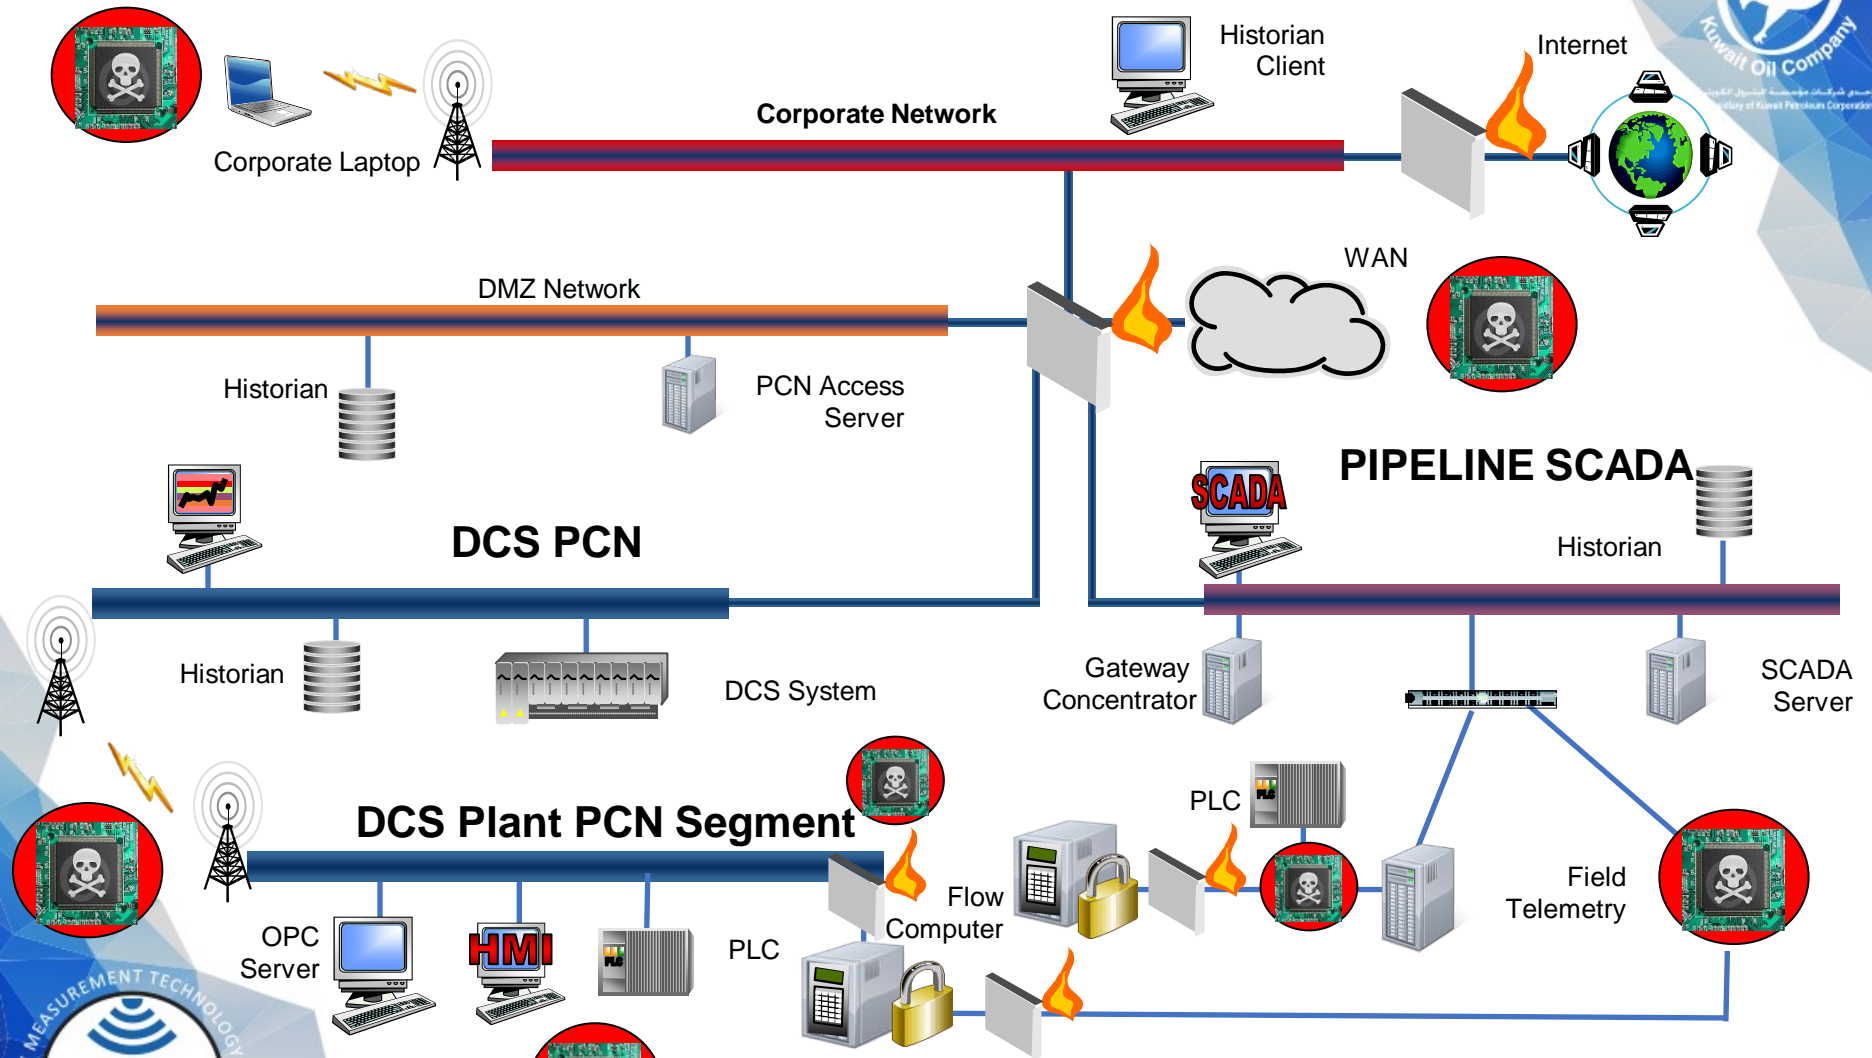 Historian
Client
Internet
Kuwait Oil Company
Corporate Network
Corporate Laptop
WAN
DMZ Network
Historian
PCN Access
Server
PIPELINE SCADA
SCADA
DCS PCN
Historian
Historian
DCS System
Gateway
Concentrator
SCADA
Server
DCS Plant PCN Segment
PLC
PLC
Flow
Computer
Field
Telemetry
OPC
Server
HMI
PLC
PLC
MEASUREMENT TECHNOLOGY